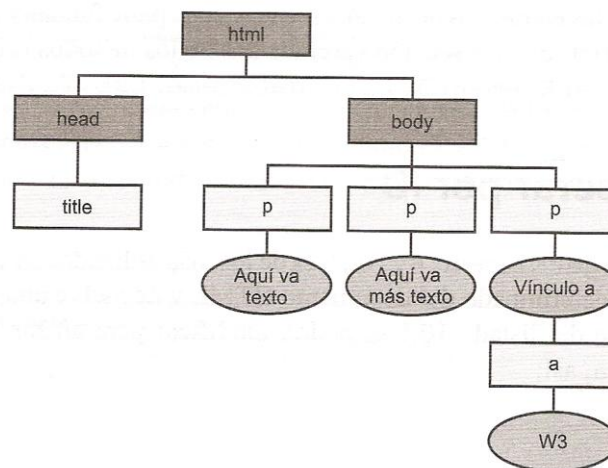 html
head
body
title
p
p
p
Aquí va
texto
Aquí va
más texto
Vínculo a
a
W3